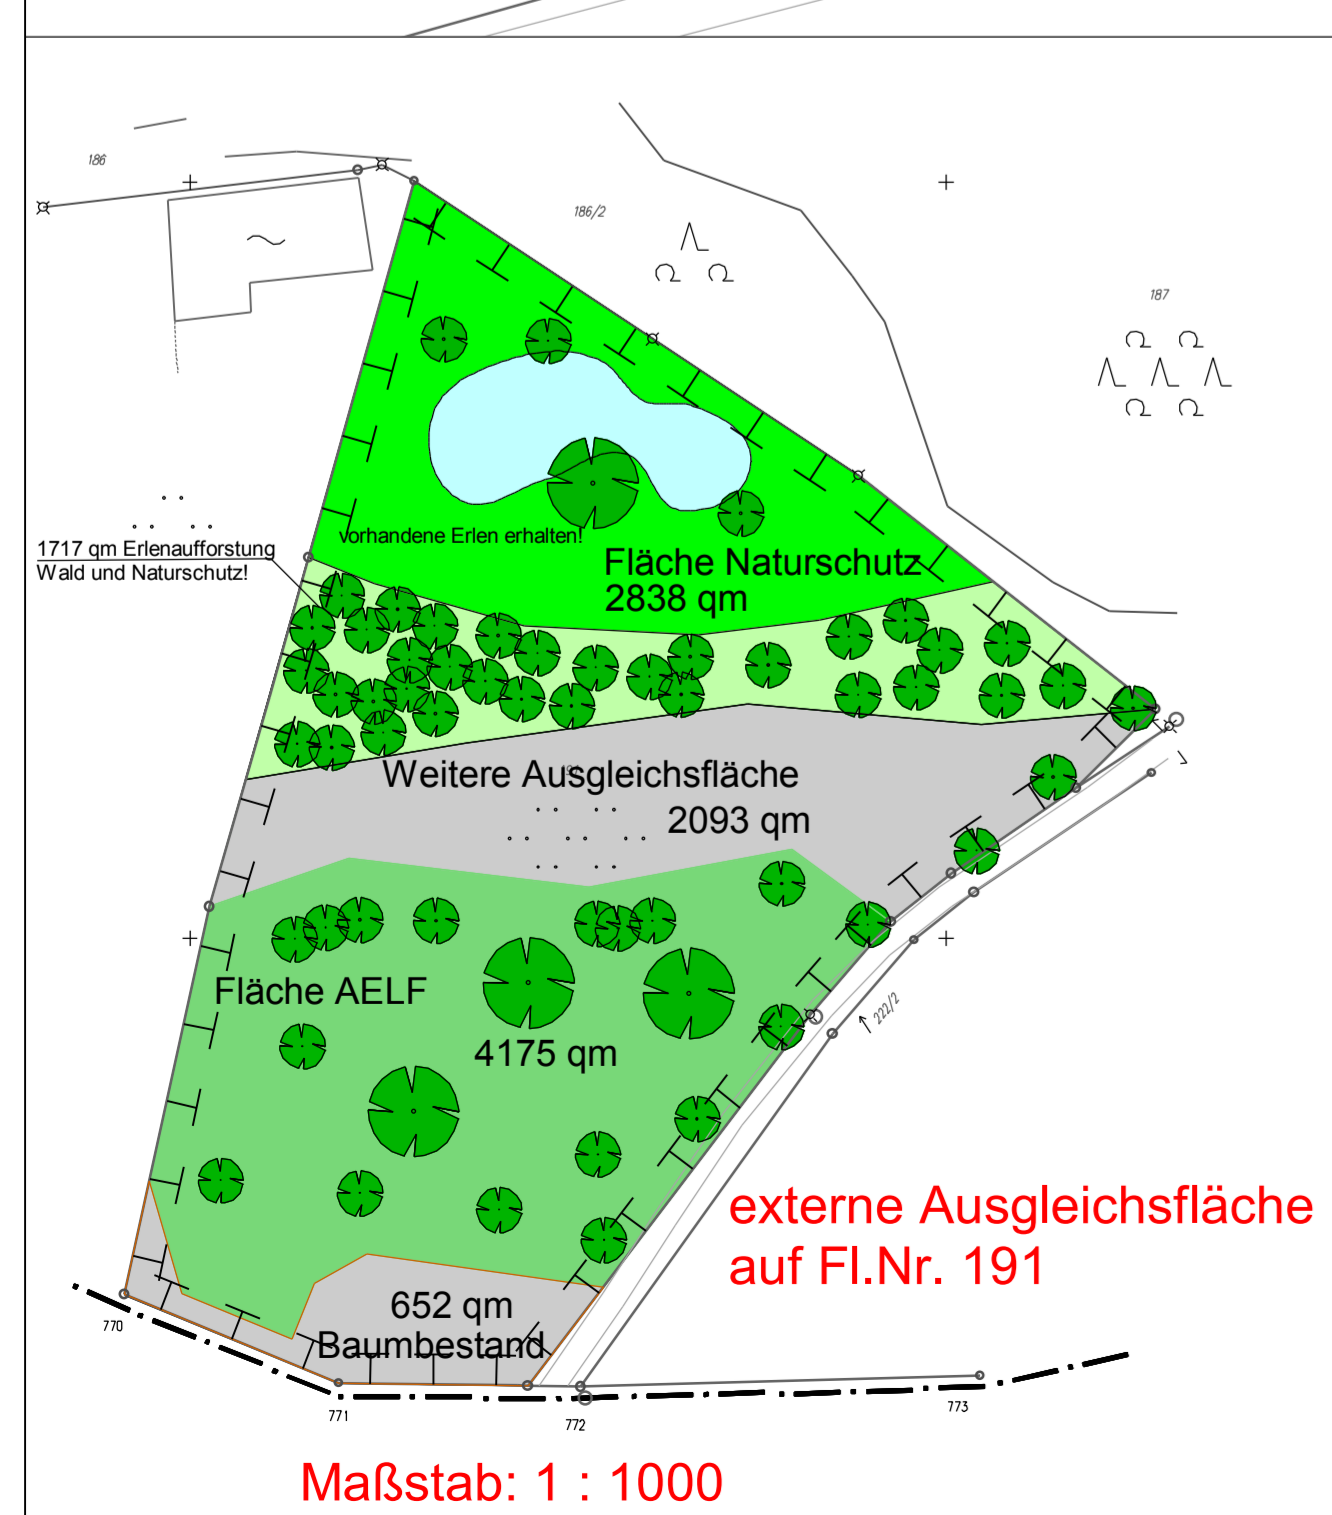 186
186/2
187
1717 qm Erlenaufforstung
Wald und Naturschutz!
vorhandene Erlen erhalten!
Fläche Naturschutz
2838 qm
Weitere Ausgleichsfläche
2093 qm
Fläche AELF
4175 qm
222/2
externe Ausgleichsfläche
auf Fl.Nr. 191
652 qm
Baumbestand
770
771
772
773
Maßstab: 1 : 1000